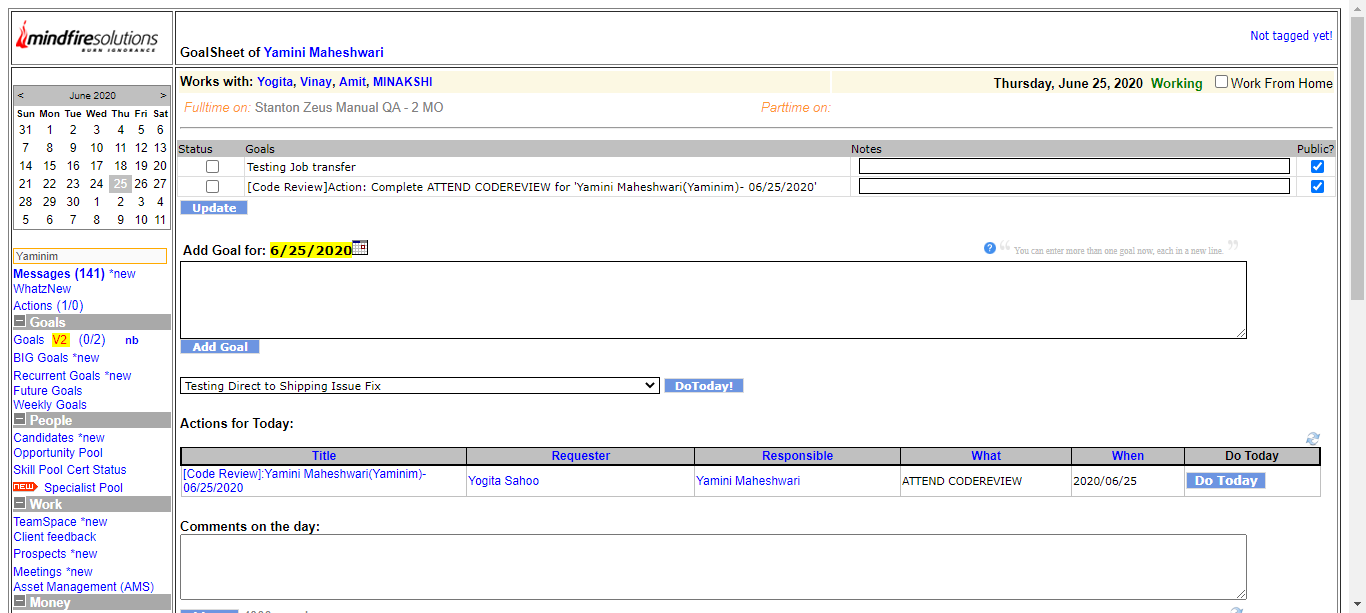 mindfiresolutions
BURN IGNORANCE
GoalSheet of Yamini Maheshwari
Not tagged yet!
< June 2020 >
Sun Mon Tue Wed Thu Fri Sat
31 1 2 3 4 5 6
7 8 9 10 11 12 13
14 15 16 17 18 19 20
21 22 23 24 25 26 27
28 29 30 1 2 3 4
5 6 7 8 9 10 11
Yaminim
Messages (141) *new
WhatzNew
Actions (1/0)
Goals
Goals V2 (0/2) nb
BIG Goals *new
Recurrent Goals *new
Future Goals
Weekly Goals
People
Candidates *new
Opportunity Pool
Skill Pool Cert Status
NEW Specialist Pool
Work
TeamSpace *new
Client feedback
Prospects *new
Meetings *new
Asset Management (AMS)
Money
Works with: Yogita, Vinay, Amit, MINAKSHI
Thursday, June 25, 2020 Working Work From Home
Fulltime on: Stanton Zeus Manual QA - 2 MO
Parttime on:
Status Goals Notes Public?
Testing Job transfer
[Code Review]Action: Complete ATTEND CODEREVIEW for 'Yamini Maheshwari(Yaminim)- 06/25/2020'
Update
Add Goal for: 6/25/2020
? “ You can enter more than one goal now, each in a new line. ”
Add Goal
Testing Direct to Shipping Issue Fix DoToday!
Actions for Today:
Title Requester Responsible What When Do Today
[Code Review]:Yamini Maheshwari(Yaminim)-
06/25/2020
Yogita Sahoo Yamini Maheshwari ATTEND CODEREVIEW 2020/06/25 Do Today
Comments on the day: